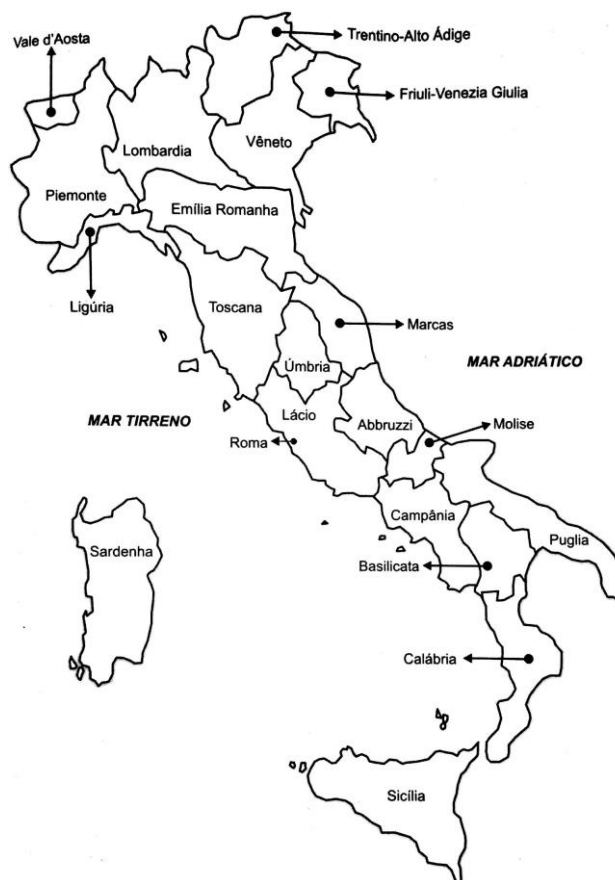 Trentino-Alto Ádige
Vale d'Aosta
Friuli-Venezia Giulia
Vêneto
Lombardia
Piemonte
Emília Romanha
Ligúria
Toscana
Marcas
MAR ADRIÁTICO
Úmbria
MAR TIRRENO
Lácio
Abbruzzi
Molise
Roma
Campânia
Puglia
Sardenha
Basilicata
Calábria
Sicília